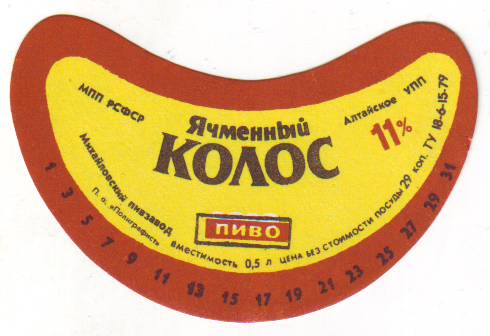 МПП РСФСР
Алтайское УПП
Ячменный
КОЛОС
11%
ПИВО
Михайловский пивзавод вместимость 0,5 л ЦЕНА БЕЗ СТОИМОСТИ ПОСУДЫ 29 коп. ТУ 18-6-15-79
П. о. «Полиграфист»
1 3 5 7 9 11 13 15 17 19 21 23 25 27 29 31